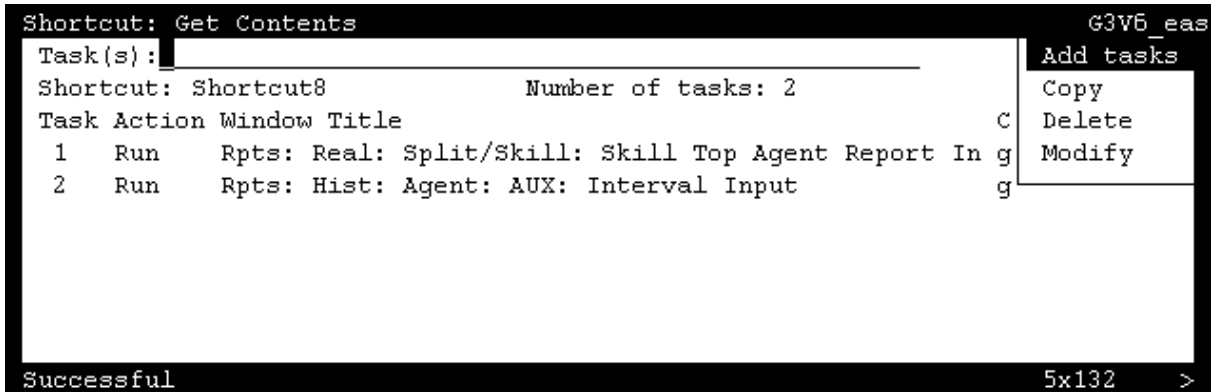 Shortcut: Get Contents G3V6_eas
Task(s): Add tasks
Shortcut: Shortcut8 Number of tasks: 2 Copy
Task Action Window Title C Delete
1 Run Rpts: Real: Split/Skill: Skill Top Agent Report In g Modify
2 Run Rpts: Hist: Agent: AUX: Interval Input g
Successful 5x132 >